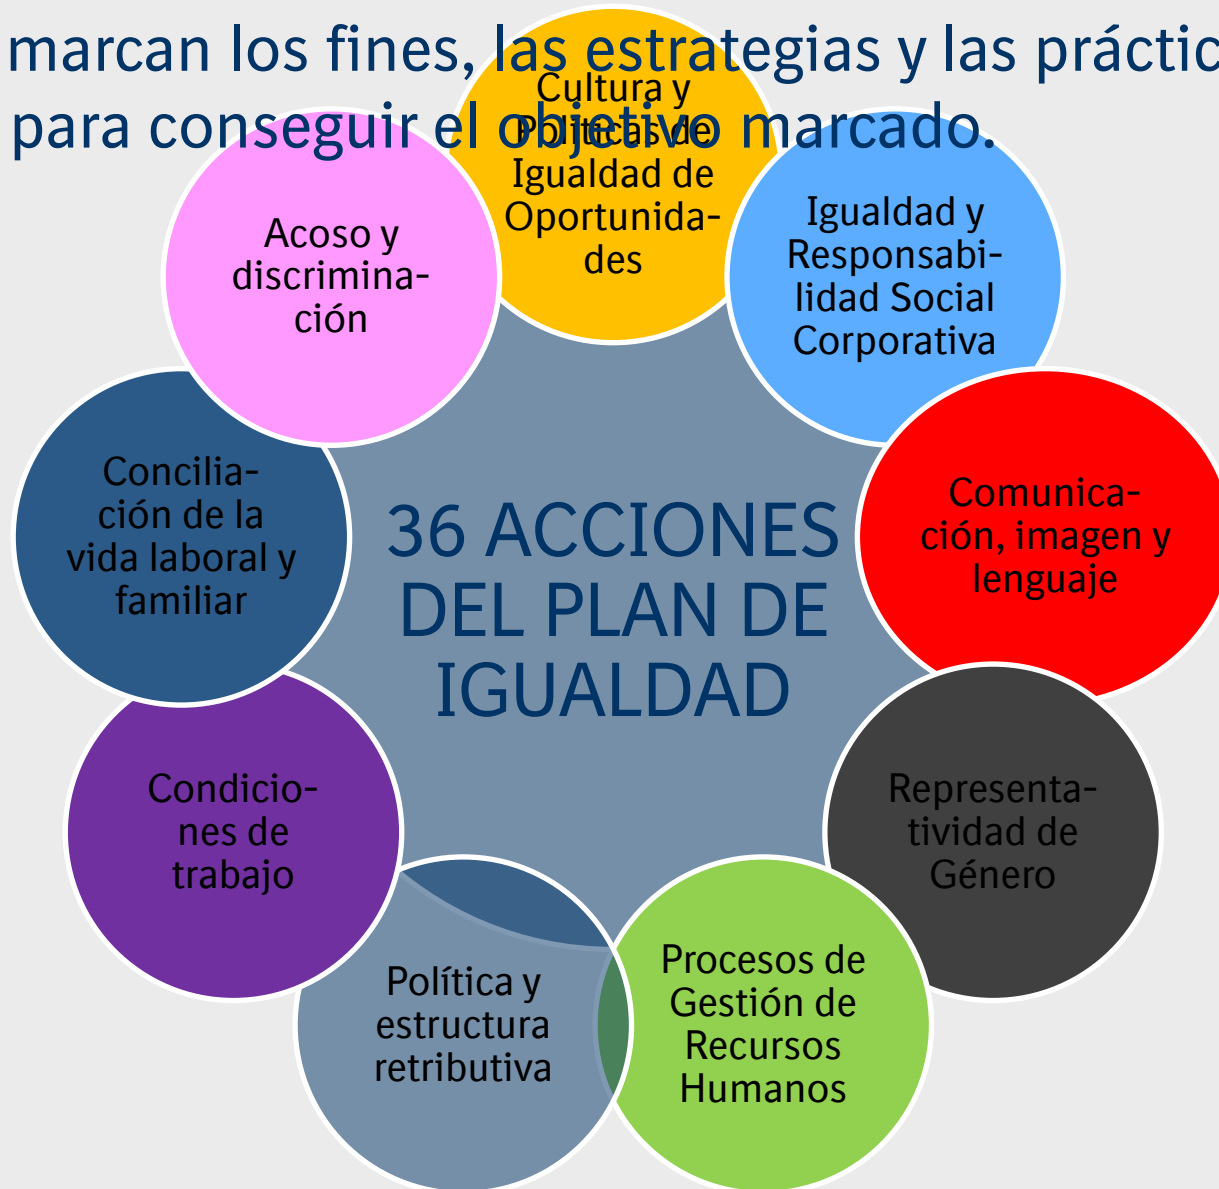 marcan los fines, las estrategias y las práctic
para conseguir el objetivo marcado.
Cultura y
Políticas de
Igualdad de
Oportunida-
des
Igualdad y
Responsabi-
lidad Social
Corporativa
Comunica-
ción, imagen y
lenguaje
Representa-
tividad de
Género
Procesos de
Gestión de
Recursos
Humanos
Política y
estructura
retributiva
Condicio-
nes de
trabajo
Concilia-
ción de la
vida laboral y
familiar
Acoso y
discrimina-
ción
36 ACCIONES
DEL PLAN DE
IGUALDAD